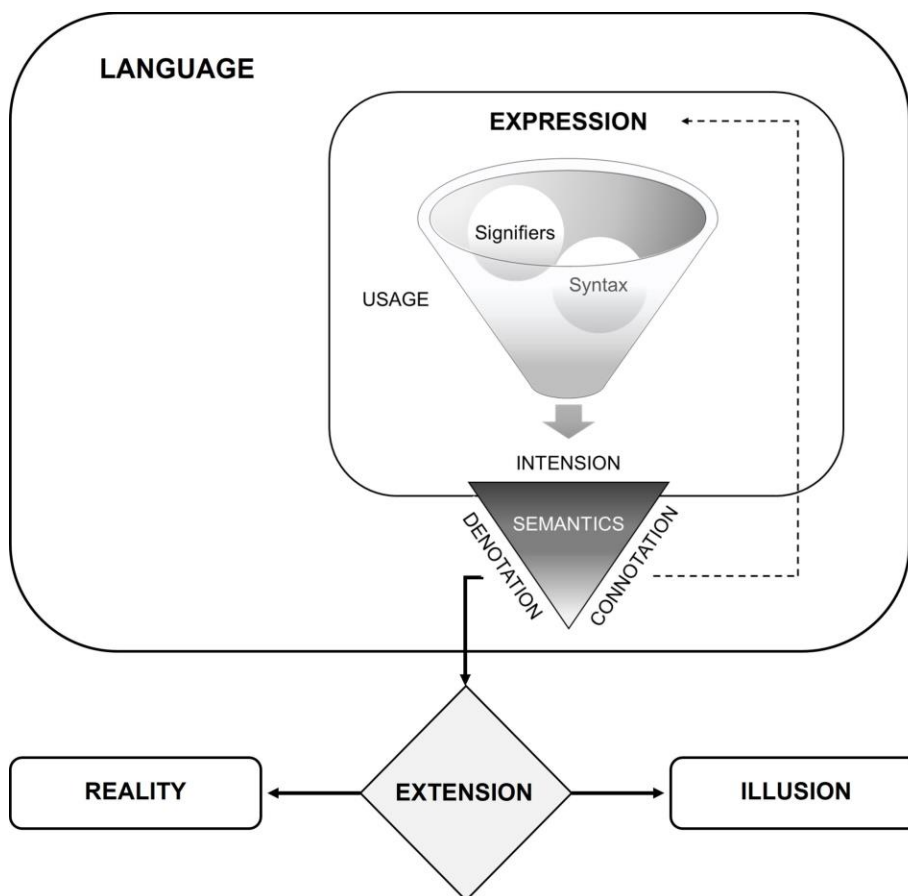 LANGUAGE
EXPRESSION
Signifiers
Syntax
USAGE
INTENSION
SEMANTICS
DENOTATION
CONNOTATION
REALITY
EXTENSION
ILLUSION